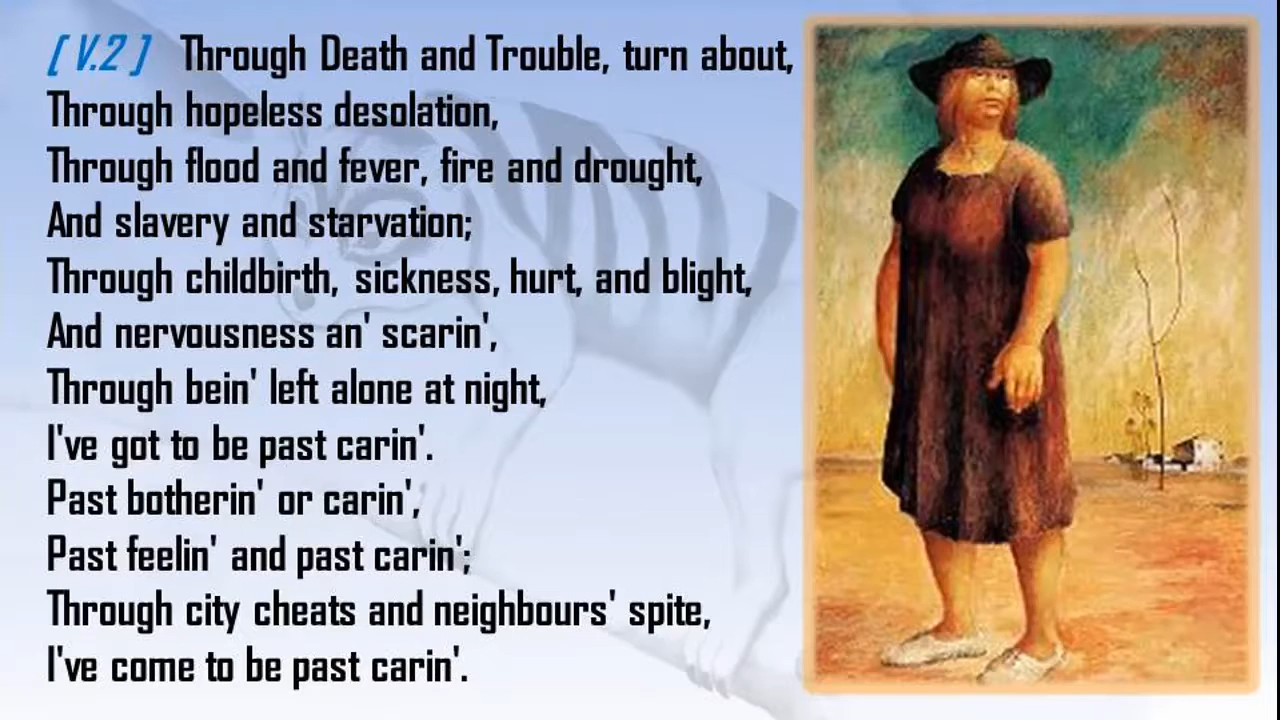 [ V.2 ] Through Death and Trouble, turn about,
Through hopeless desolation,
Through flood and fever, fire and drought,
And slavery and starvation;
Through childbirth, sickness, hurt, and blight,
And nervousness an' scarin',
Through bein' left alone at night,
I've got to be past carin'.
Past botherin' or carin',
Past feelin' and past carin';
Through city cheats and neighbours' spite,
I've come to be past carin'.